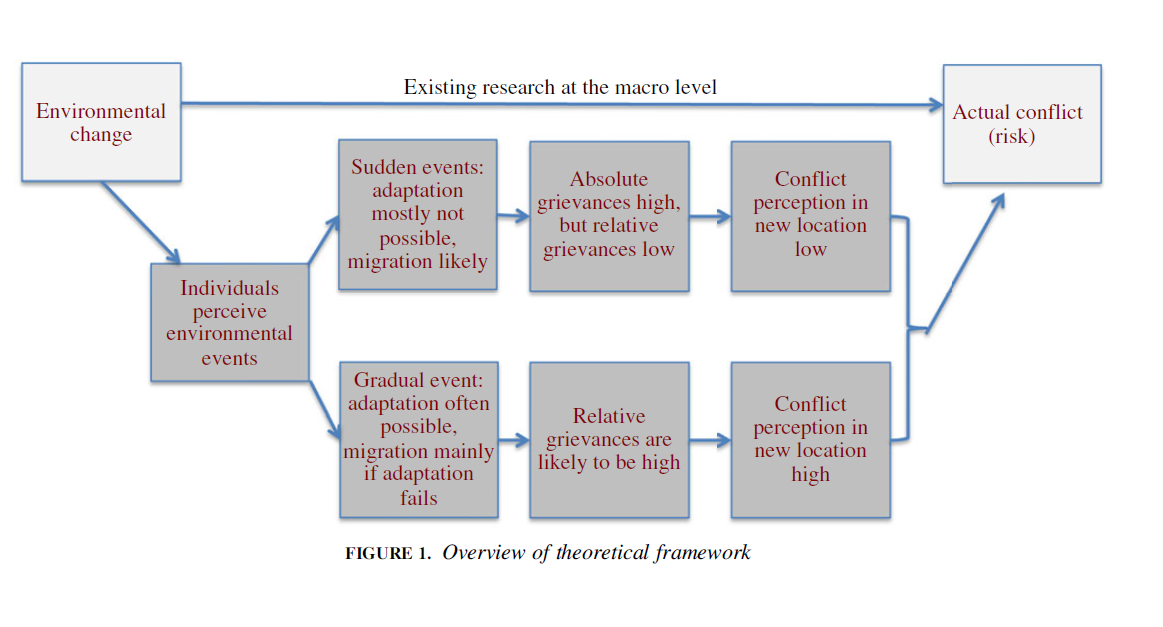 Existing research at the macro level
Environmental
change
Actual conflict
(risk)
Individuals
perceive
environmental
events
Sudden events:
adaptation
mostly not
possible,
migration likely
Absolute
grievances high,
but relative
grievances low
Conflict
perception in
new location
low
Gradual event:
adaptation often
possible,
migration mainly
if adaptation
fails
Relative
grievances are
likely to be high
Conflict
perception in
new location
high
FIGURE 1. Overview of theoretical framework